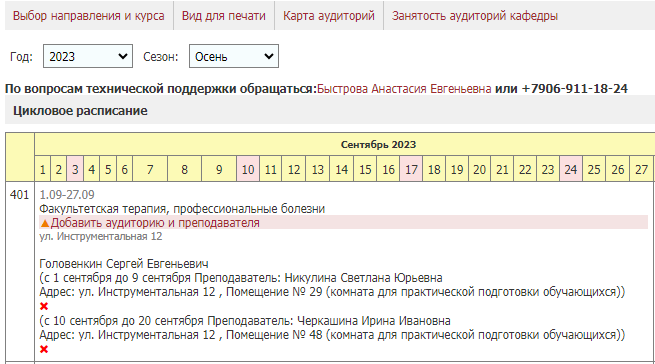 Выбор направления и курса Вид для печати Карта аудиторий Занятость аудиторий кафедры
Год: 2023 Сезон: Осень
По вопросам технической поддержки обращаться:Быстрова Анастасия Евгеньевна или +7906-911-18-24
Цикловое расписание
Сентябрь 2023
1 2 3 4 5 6 7 8 9 10 11 12 13 14 15 16 17 18 19 20 21 22 23 24 25 26 27
401 1.09-27.09
Факультетская терапия, профессиональные болезни
Добавить аудиторию и преподавателя
ул. Инструментальная 12
Головенкин Сергей Евгеньевич
(с 1 сентября до 9 сентября Преподаватель: Никулина Светлана Юрьевна
Адрес: ул. Инструментальная 12 , Помещение № 29 (комната для практической подготовки обучающихся))
(с 10 сентября до 20 сентября Преподаватель: Черкашина Ирина Ивановна
Адрес: ул. Инструментальная 12 , Помещение № 48 (комната для практической подготовки обучающихся))